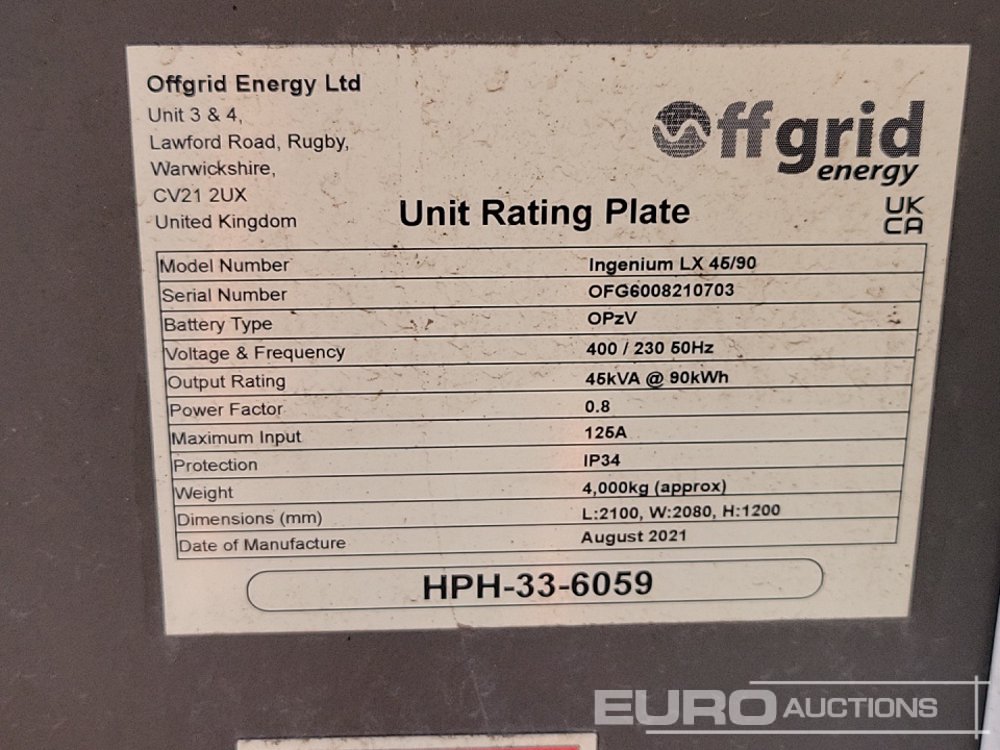 Offgrid Energy Ltd
Unit 3 & 4,
Lawford Road, Rugby,
Warwickshire,
CV21 2UX
United Kingdom
Offgrid
energy
Unit Rating Plate
UK
CA
Model Number Ingenium LX 45/90
Serial Number OFG6008210703
Battery Type OPzV
Voltage & Frequency 400 / 230 50Hz
Output Rating 45kVA @ 90kWh
Power Factor 0.8
Maximum Input 125A
Protection IP34
Weight 4,000kg (approx)
Dimensions (mm) L:2100, W:2080, H:1200
Date of Manufacture August 2021
HPH-33-6059
EURO AUCTIONS